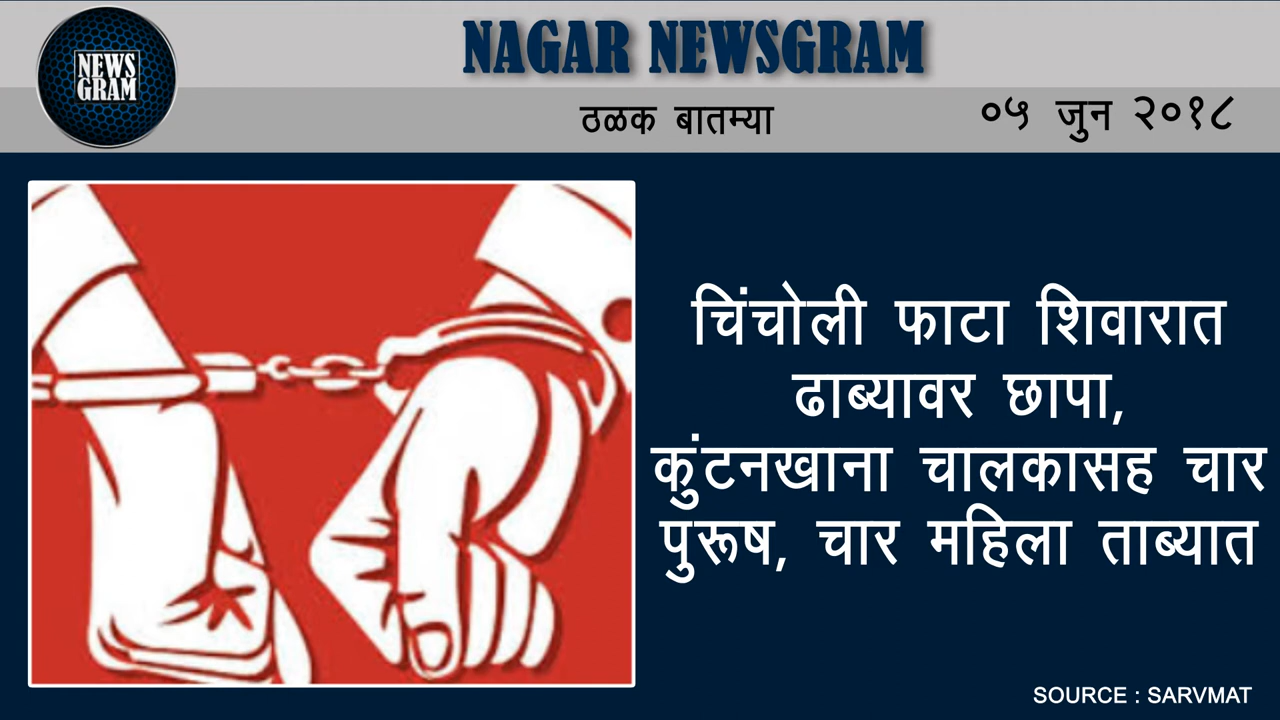 NEWS
GRAM
NAGAR NEWSGRAM
ठळक बातम्या
०५ जुन २०१८
चिंचोली फाटा शिवारात
ढाब्यावर छापा,
कुंटनखाना चालकासह चार
पुरूष, चार महिला ताब्यात
SOURCE : SARVMAT